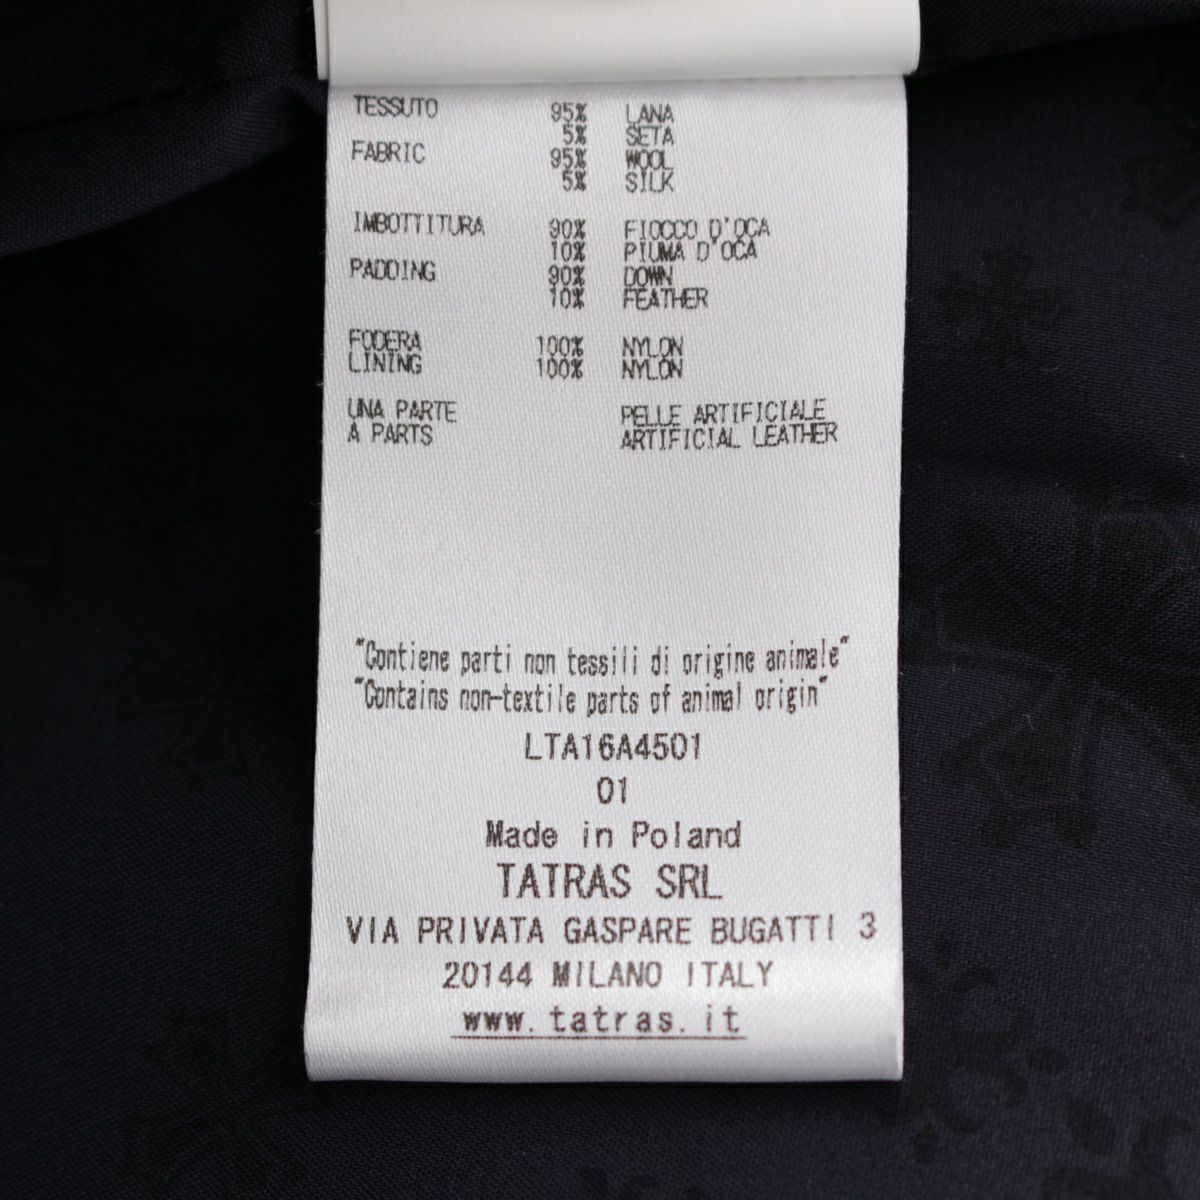 TESSUTO 95% LANA
5% SETA
FABRIC 95% WOOL
5% SILK
IMBOTTITURA 90% FIOCCO D'OCA
10% PIUMA D'OCA
PADDING 90% DOWN
10% FEATHER
FODERA 100% NYLON
LINING 100% NYLON
UNA PARTE PELLE ARTIFICIALE
A PARTS ARTIFICIAL LEATHER
"Contiene parti non tessili di origine animale"
"Contains non-textile parts of animal origin"
LTA16A4501
01
Made in Poland
TATRAS SRL
VIA PRIVATA GASPARE BUGATTI 3
20144 MILANO ITALY
www.tatras.it